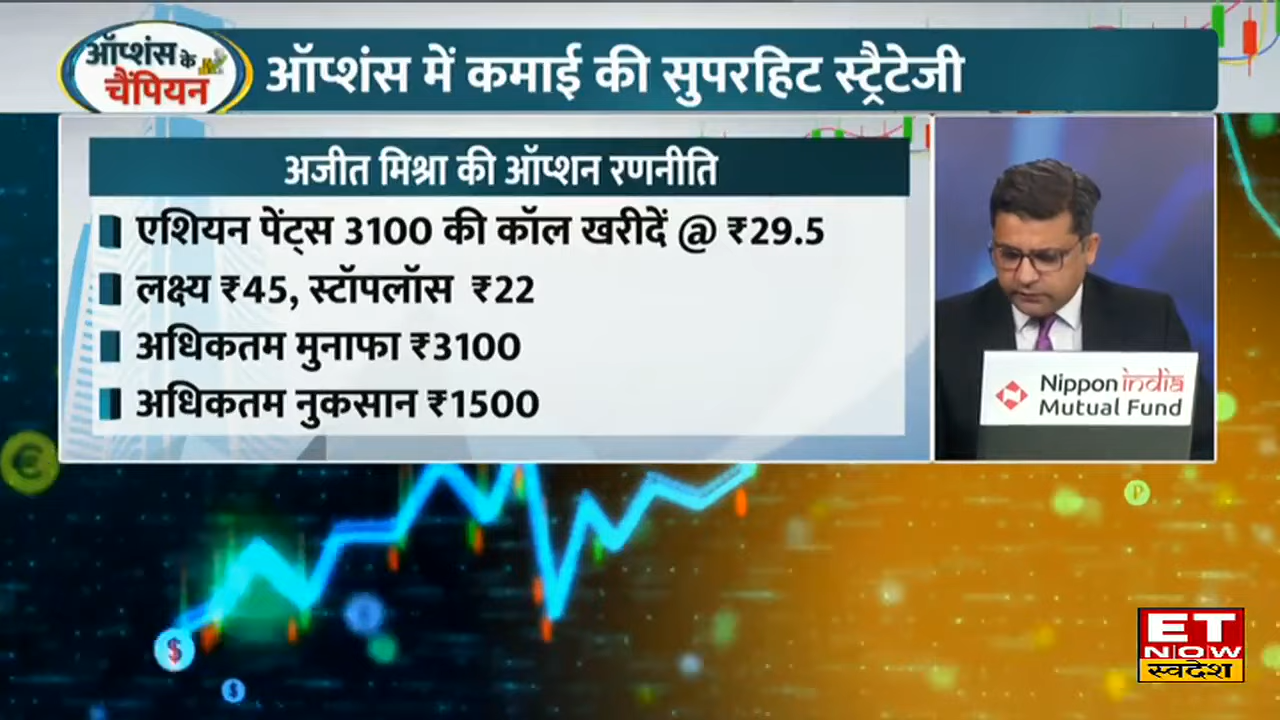 ऑप्शंस के
चैंपियन
ऑप्शंस में कमाई की सुपरहिट स्ट्रैटेजी
अजीत मिश्रा की ऑप्शन रणनीति
एशियन पेंट्स 3100 की कॉल खरीदें @ ₹29.5
लक्ष्य ₹45, स्टॉपलॉस ₹22
अधिकतम मुनाफा ₹3100
अधिकतम नुकसान ₹1500
Nippon india
Mutual Fund
ET
NOW
स्वदेश